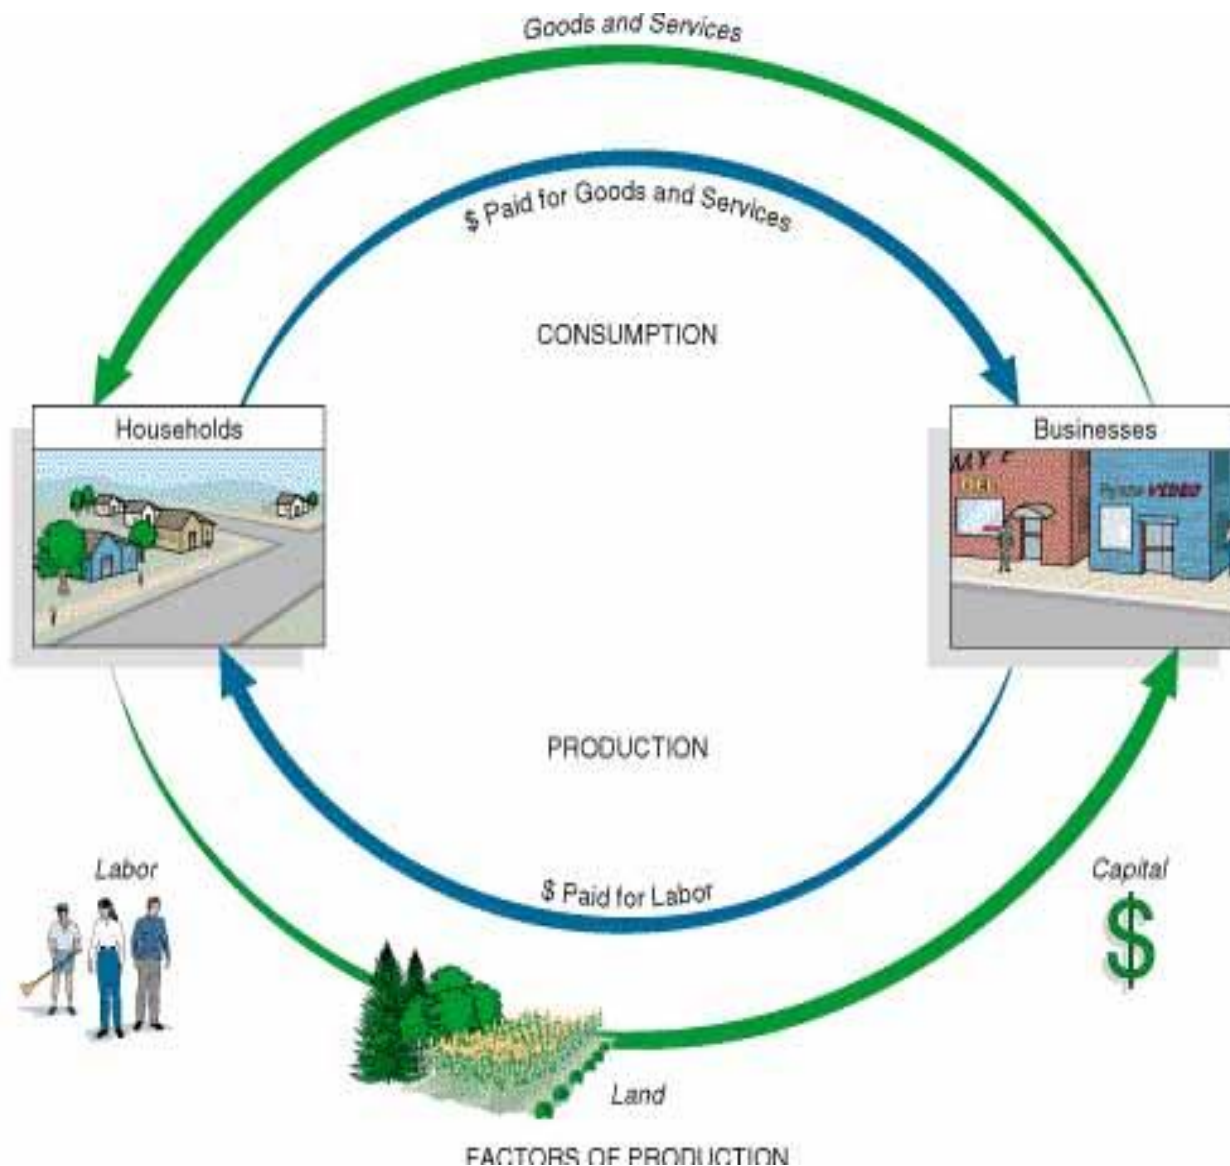 Goods and Services
$ Paid for Goods and Services
CONSUMPTION
Households
Businesses
VIDEO
PRODUCTION
Labor
$ Paid for Labor
Capital
$
Land
FACTORS OF PRODUCTION